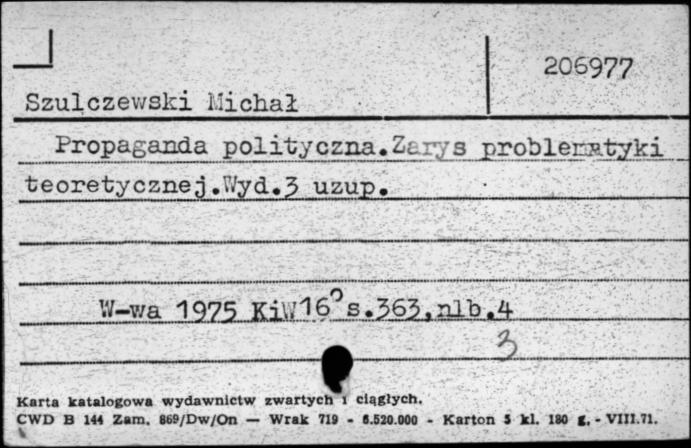 206977
Szulczewski Michał
Propaganda polityczna.Zarys problematyki
teoretycznej.Wyd.3 uzup.
W-wa 1975 KiW 16° s.363,nlb.4
3
Karta katalogowa wydawnictw zwartych i ciągłych.
CWD B 144 Zam. 869/Dw/On — Wrak 719 - 6.520.000 - Karton 5 kl. 180 g. - VIII.71.